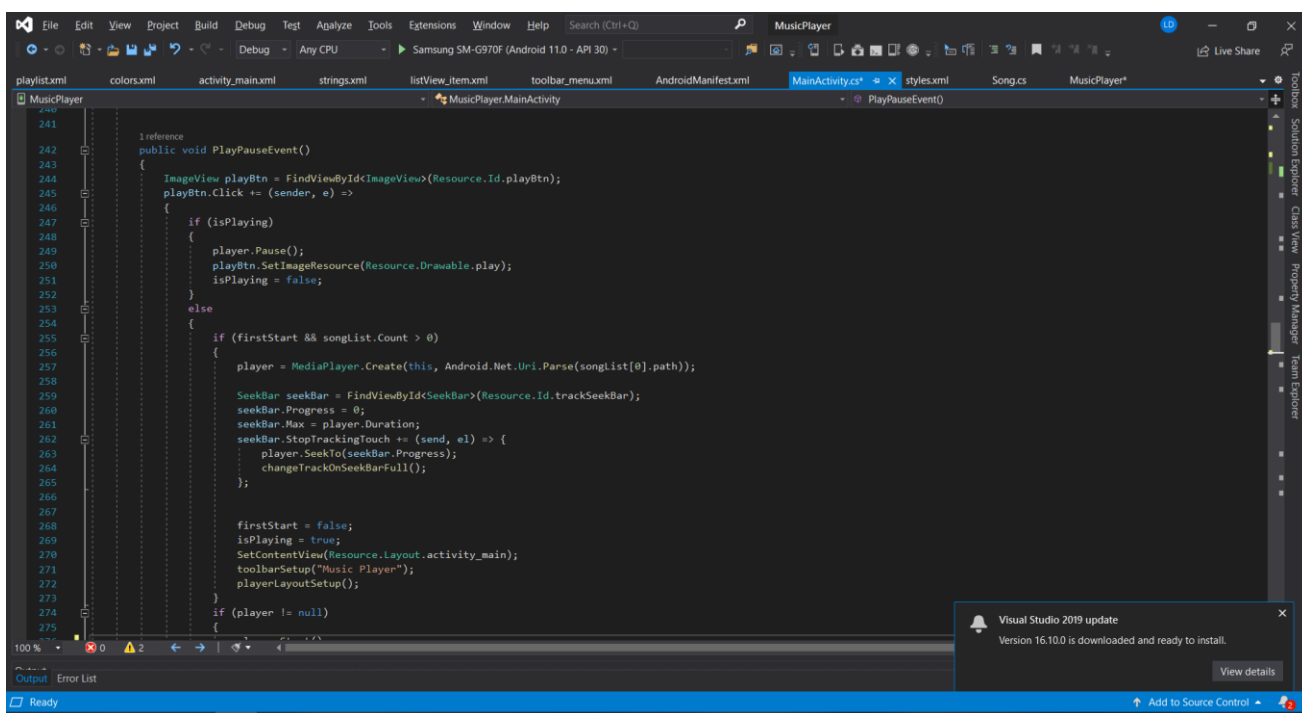 File Edit View Project Build Debug Test Analyze Tools Extensions Window Help Search (Ctrl+Q) MusicPlayer LD
Debug Any CPU Samsung SM-G970F (Android 11.0 - API 30) Live Share
playlist.xml colors.xml activity_main.xml strings.xml listView_item.xml toolbar_menu.xml AndroidManifest.xml MainActivity.cs* styles.xml Song.cs MusicPlayer*
MusicPlayer MusicPlayer.MainActivity PlayPauseEvent()
240
241
1 reference
242 public void PlayPauseEvent()
243 {
244 ImageView playBtn = FindViewById<ImageView>(Resource.Id.playBtn);
245 playBtn.Click += (sender, e) =>
246 {
247 if (isPlaying)
248 {
249 player.Pause();
250 playBtn.SetImageResource(Resource.Drawable.play);
251 isPlaying = false;
252 }
253 else
254 {
255 if (firstStart && songList.Count > 0)
256 {
257 player = MediaPlayer.Create(this, Android.Net.Uri.Parse(songList[0].path));
258
259 SeekBar seekBar = FindViewById<SeekBar>(Resource.Id.trackSeekBar);
260 seekBar.Progress = 0;
261 seekBar.Max = player.Duration;
262 seekBar.StopTrackingTouch += (send, el) => {
263 player.SeekTo(seekBar.Progress);
264 changeTrackOnSeekBarFull();
265 };
266
267
268 firstStart = false;
269 isPlaying = true;
270 SetContentView(Resource.Layout.activity_main);
271 toolbarSetup("Music Player");
272 playerLayoutSetup();
273 }
274 if (player != null)
275 {
Toolbox
Solution Explorer
Class View
Property Manager
Team Explorer
100 % 0 2
Output
Output Error List
Visual Studio 2019 update
Version 16.10.0 is downloaded and ready to install.
View details
Ready Add to Source Control 2